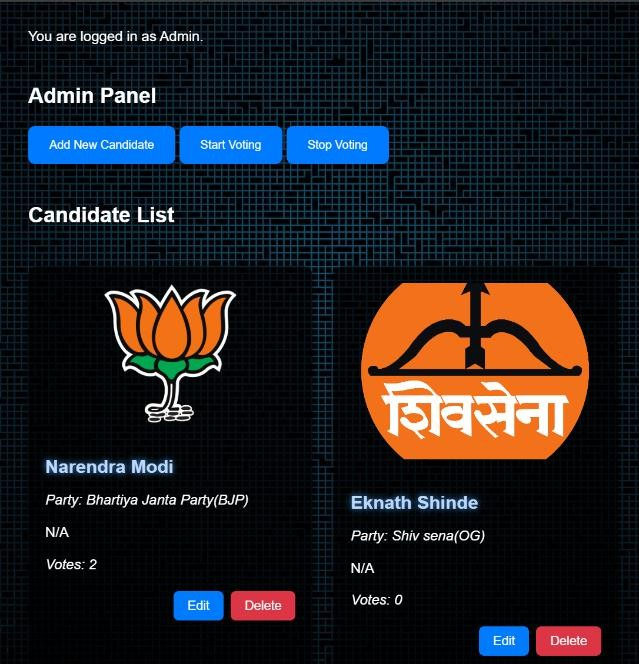 You are logged in as Admin.
Admin Panel
Add New Candidate
Start Voting
Stop Voting
Candidate List
Narendra Modi
Party: Bhartiya Janta Party(BJP)
N/A
Votes: 2
Edit
Delete
शिवसेना
Eknath Shinde
Party: Shiv sena(OG)
N/A
Votes: 0
Edit
Delete